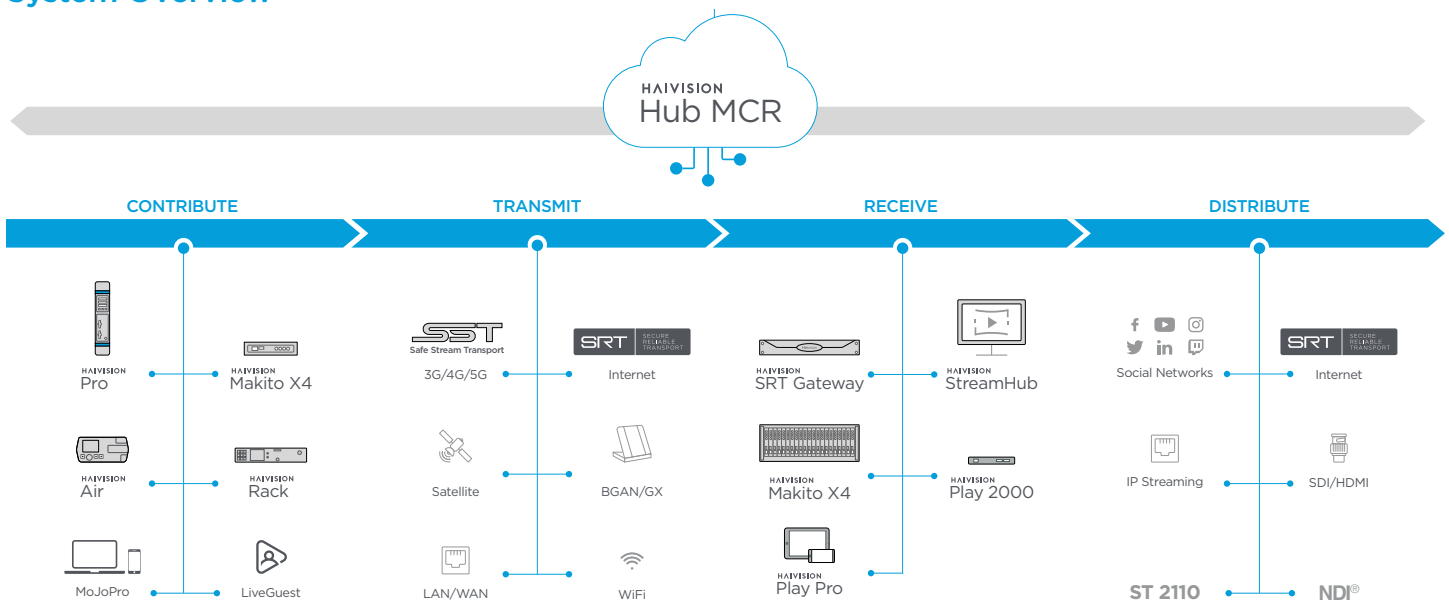 System Overview
HAIVISION
Hub MCR
CONTRIBUTE
TRANSMIT
RECEIVE
DISTRIBUTE
HAIVISION
Pro
HAIVISION
Makito X4
HAIVISION
Air
HAIVISION
Rack
MoJoPro
LiveGuest
SST
Safe Stream Transport
3G/4G/5G
SRT
SECURE
RELIABLE
TRANSPORT
Internet
Satellite
BGAN/GX
LAN/WAN
WiFi
HAIVISION
SRT Gateway
HAIVISION
StreamHub
HAIVISION
Makito X4
HAIVISION
Play 2000
HAIVISION
Play Pro
Social Networks
SRT
SECURE
RELIABLE
TRANSPORT
Internet
IP Streaming
SDI/HDMI
ST 2110
NDI®